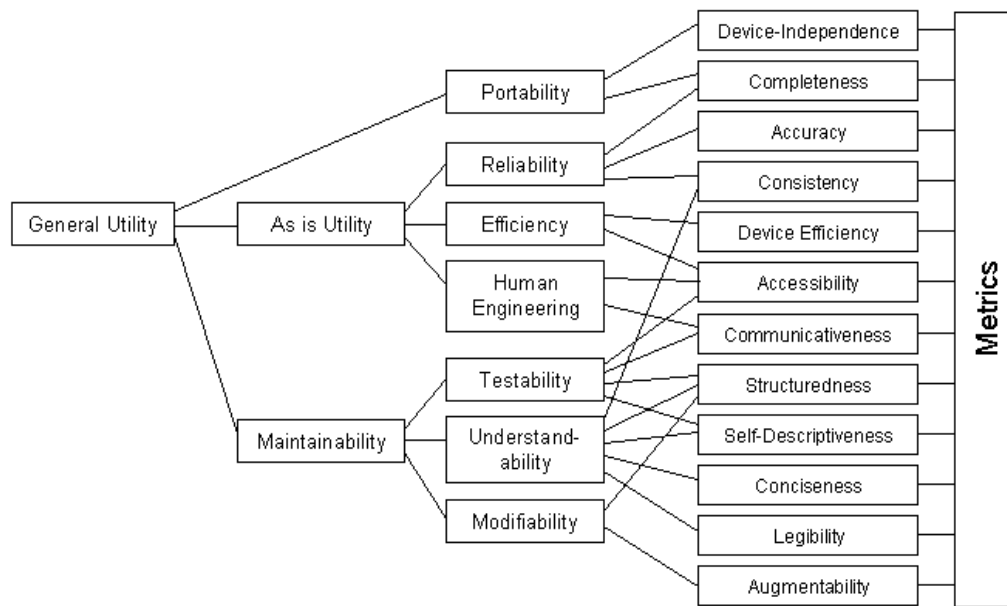 General Utility
As is Utility
Maintainability
Portability
Reliability
Efficiency
Human
Engineering
Testability
Understand-
ability
Modifiability
Device-Independence
Completeness
Accuracy
Consistency
Device Efficiency
Accessibility
Communicativeness
Structuredness
Self-Descriptiveness
Conciseness
Legibility
Augmentability
Metrics